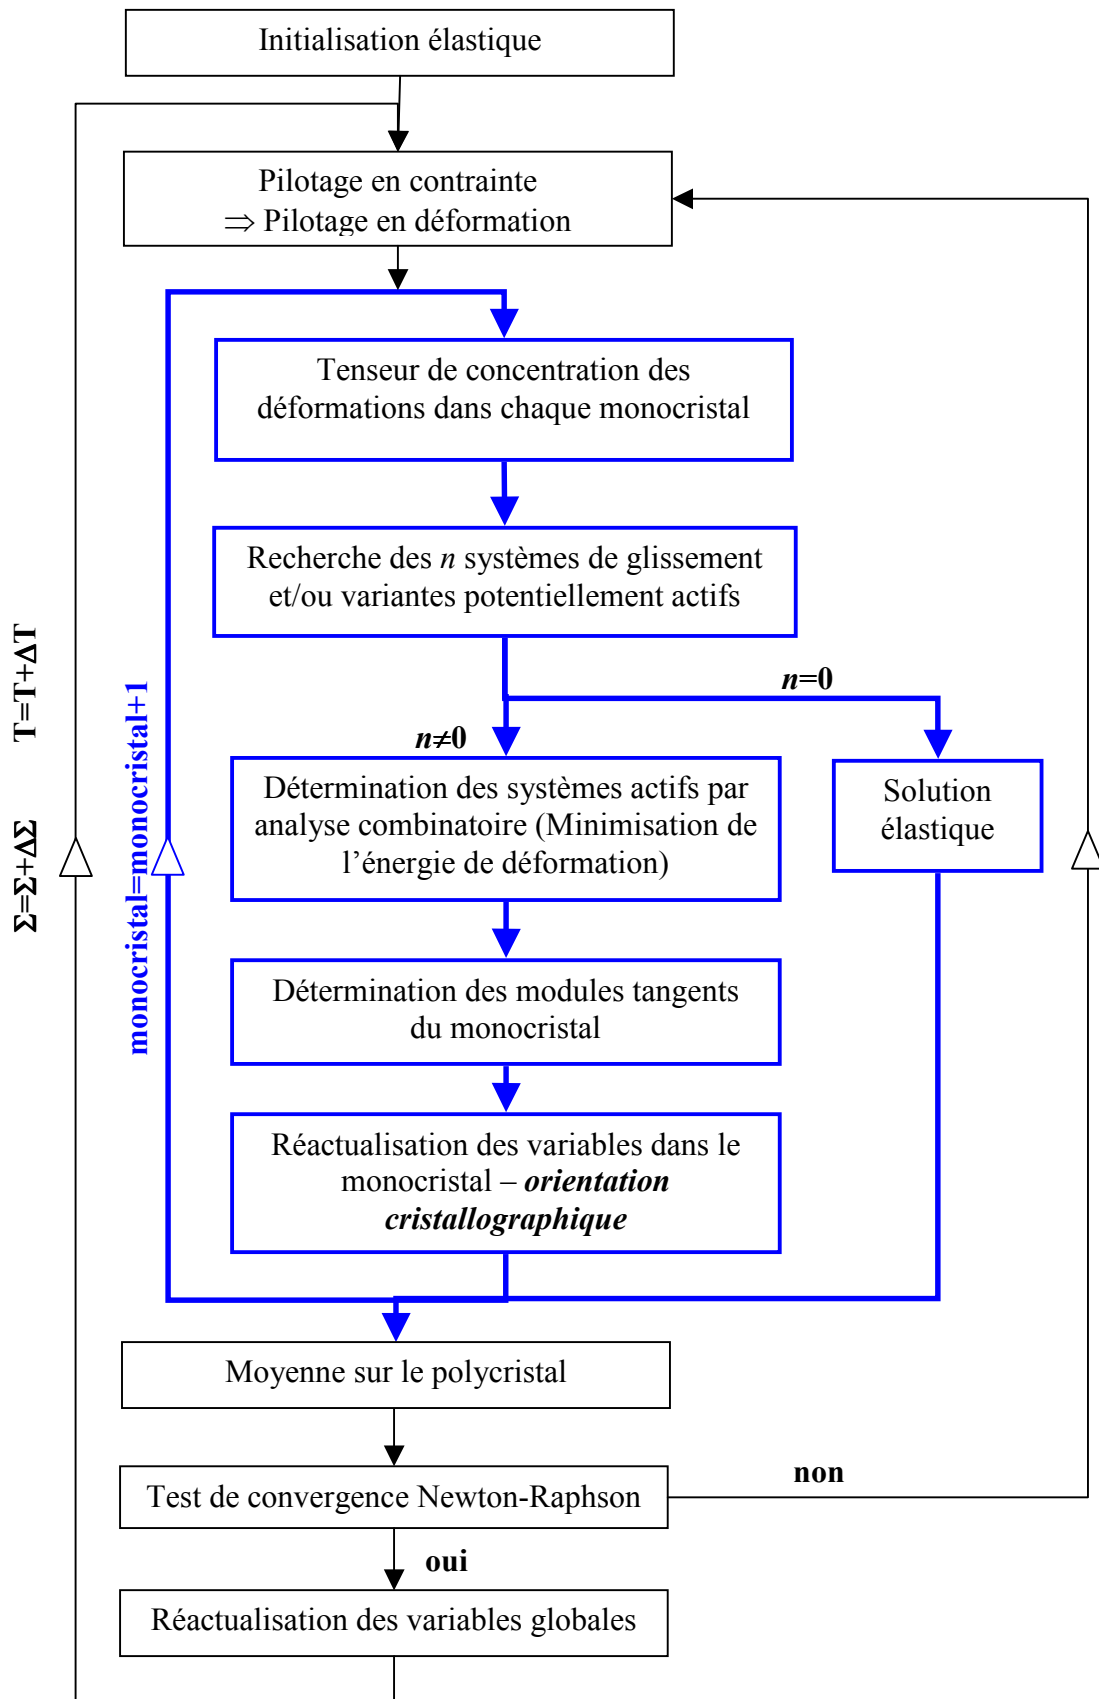 Initialisation élastique
Pilotage en contrainte
⇒ Pilotage en déformation
Tenseur de concentration des
déformations dans chaque monocristal
Recherche des n systèmes de glissement
et/ou variantes potentiellement actifs
n=0
n≠0
Détermination des systèmes actifs par
analyse combinatoire (Minimisation de
l’énergie de déformation)
Solution
élastique
Détermination des modules tangents
du monocristal
Réactualisation des variables dans le
monocristal – orientation
cristallographique
monocristal=monocristal+1
Σ=Σ+ΔΣ T=T+ΔT
Moyenne sur le polycristal
Test de convergence Newton-Raphson
non
oui
Réactualisation des variables globales